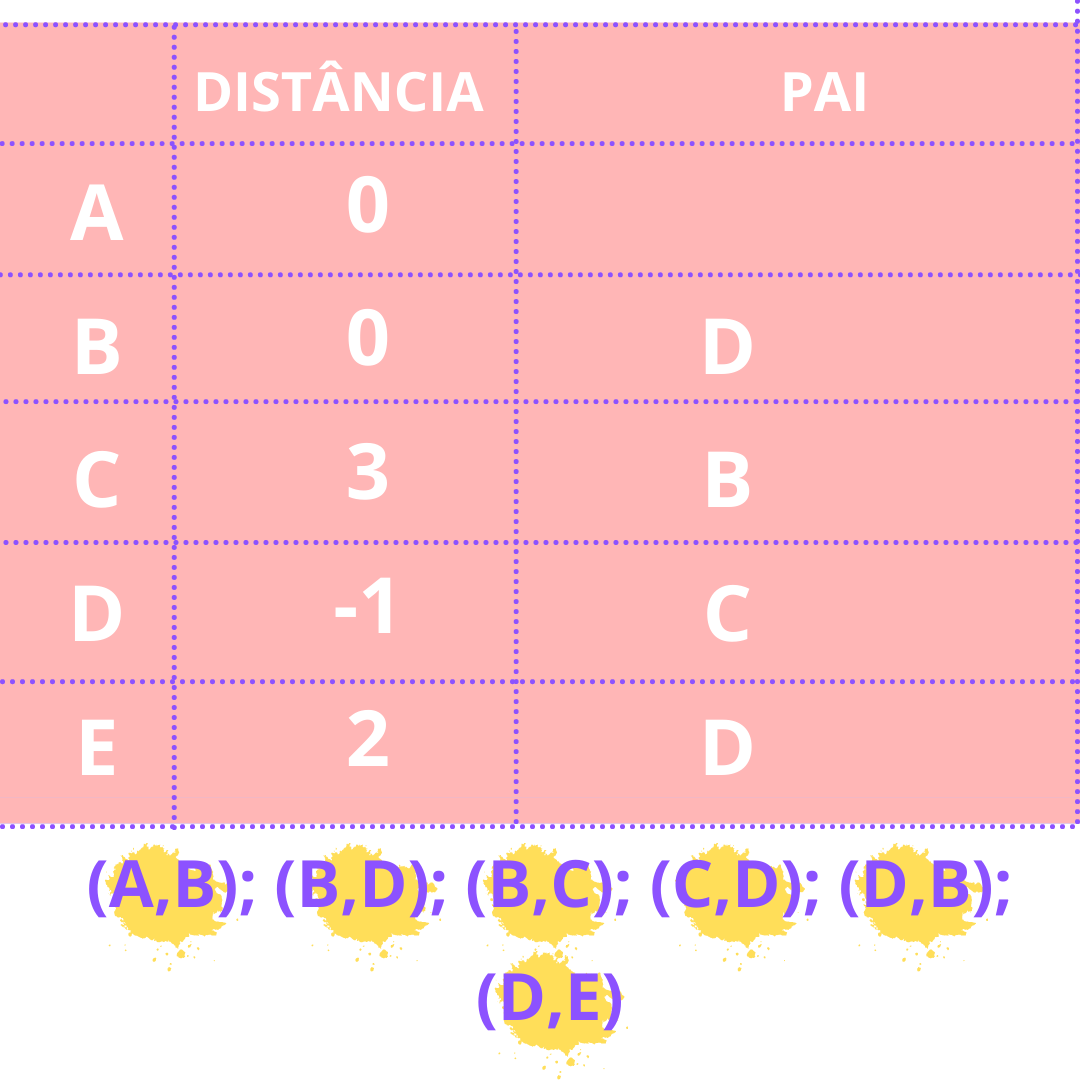 DISTÂNCIA PAI
A 0
B 0 D
C 3 B
D -1 C
E 2 D
(A,B); (B,D); (B,C); (C,D); (D,B);
(D,E)